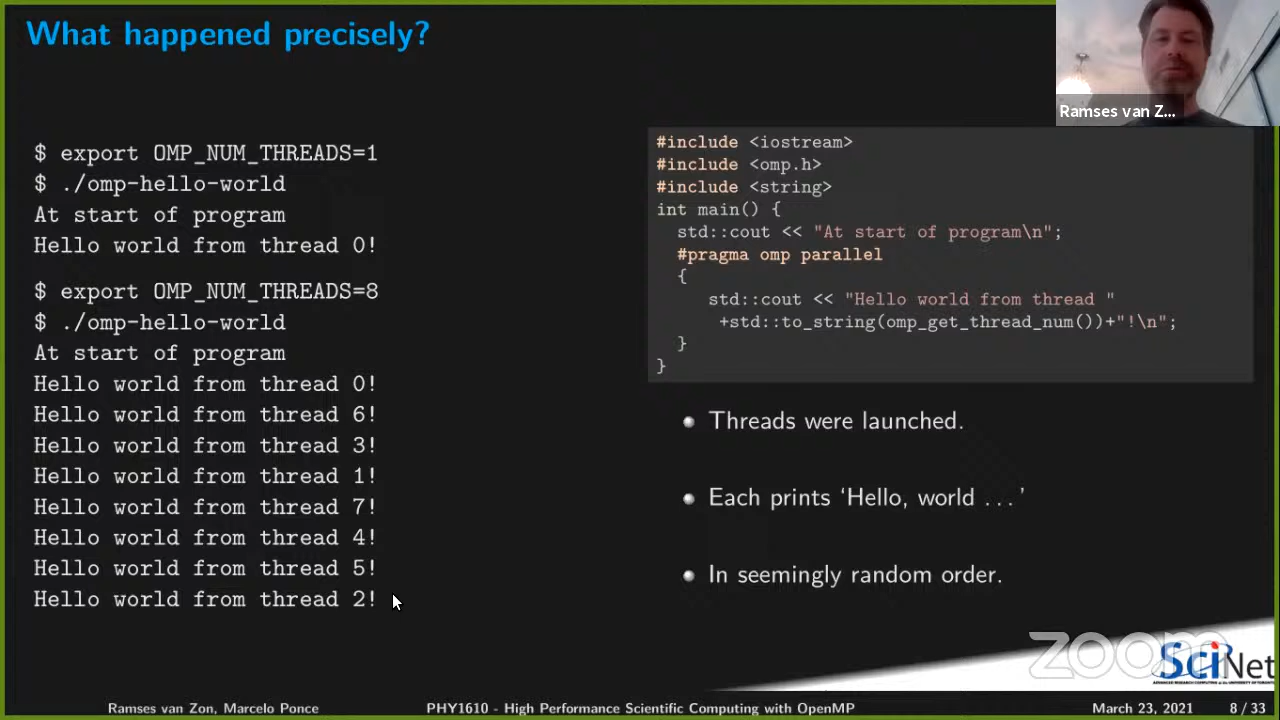 What happened precisely?
Ramses van Z...
$ export OMP_NUM_THREADS=1
$ ./omp-hello-world
At start of program
Hello world from thread 0!
$ export OMP_NUM_THREADS=8
$ ./omp-hello-world
At start of program
Hello world from thread 0!
Hello world from thread 6!
Hello world from thread 3!
Hello world from thread 1!
Hello world from thread 7!
Hello world from thread 4!
Hello world from thread 5!
Hello world from thread 2!
#include <iostream>
#include <omp.h>
#include <string>
int main() {
std::cout << "At start of program\n";
#pragma omp parallel
{
std::cout << "Hello world from thread "
+std::to_string(omp_get_thread_num())+"!\n";
}
}
Threads were launched.
Each prints ‘Hello, world ...’
In seemingly random order.
zoom
SciNet
Ramses van Zon, Marcelo Ponce
PHY1610 - High Performance Scientific Computing with OpenMP
March 23, 2021
8 / 33